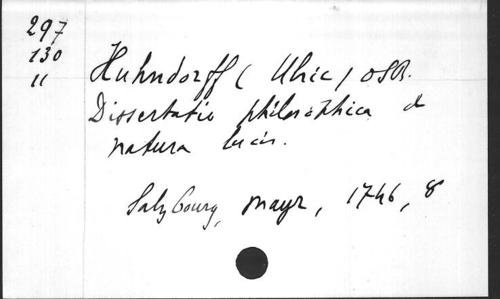 297
130
11
Huhndorff (Ulric) OSB.
Dissertatio philosophica de
natura lucis.
Salzbourg, Mayr, 1746, 8